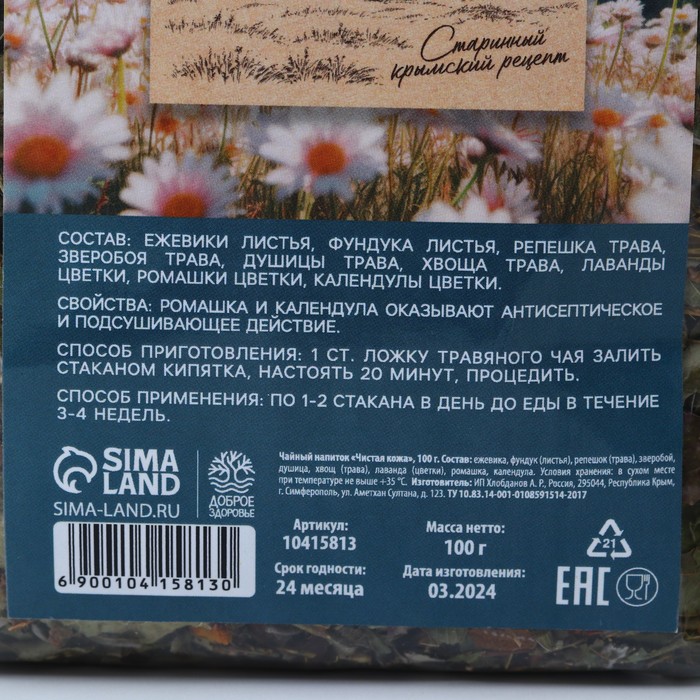 Старинный
крымский рецепт
СОСТАВ: ЕЖЕВИКИ ЛИСТЬЯ, ФУНДУКА ЛИСТЬЯ, РЕПЕШКА ТРАВА,
ЗВЕРОБОЯ ТРАВА, ДУШИЦЫ ТРАВА, ХВОЩА ТРАВА, ЛАВАНДЫ
ЦВЕТКИ, РОМАШКИ ЦВЕТКИ, КАЛЕНДУЛЫ ЦВЕТКИ.
СВОЙСТВА: РОМАШКА И КАЛЕНДУЛА ОКАЗЫВАЮТ АНТИСЕПТИЧЕСКОЕ
И ПОДСУШИВАЮЩЕЕ ДЕЙСТВИЕ.
СПОСОБ ПРИГОТОВЛЕНИЯ: 1 СТ. ЛОЖКУ ТРАВЯНОГО ЧАЯ ЗАЛИТЬ
СТАКАНОМ КИПЯТКА, НАСТОЯТЬ 20 МИНУТ, ПРОЦЕДИТЬ.
СПОСОБ ПРИМЕНЕНИЯ: ПО 1-2 СТАКАНА В ДЕНЬ ДО ЕДЫ В ТЕЧЕНИЕ
3-4 НЕДЕЛЬ.
SIMA
LAND
SIMA-LAND.RU
ДОБРОЕ
ЗДОРОВЬЕ
Чайный напиток «Чистая кожа», 100 г. Состав: ежевика, фундук (листья), репешок (трава), зверобой,
душица, хвощ (трава), лаванда (цветки), ромашка, календула. Условия хранения: в сухом месте
при температуре не выше +35 °С. Изготовитель: ИП Хлобданов А. Р., Россия, 295044, Республика Крым,
г. Симферополь, ул. Аметхан Султана, д. 123. ТУ 10.83.14-001-0108591514-2017
Артикул:
10415813
Масса нетто:
100 г
Срок годности:
24 месяца
Дата изготовления:
03.2024
21
EAC
6 900104 158130